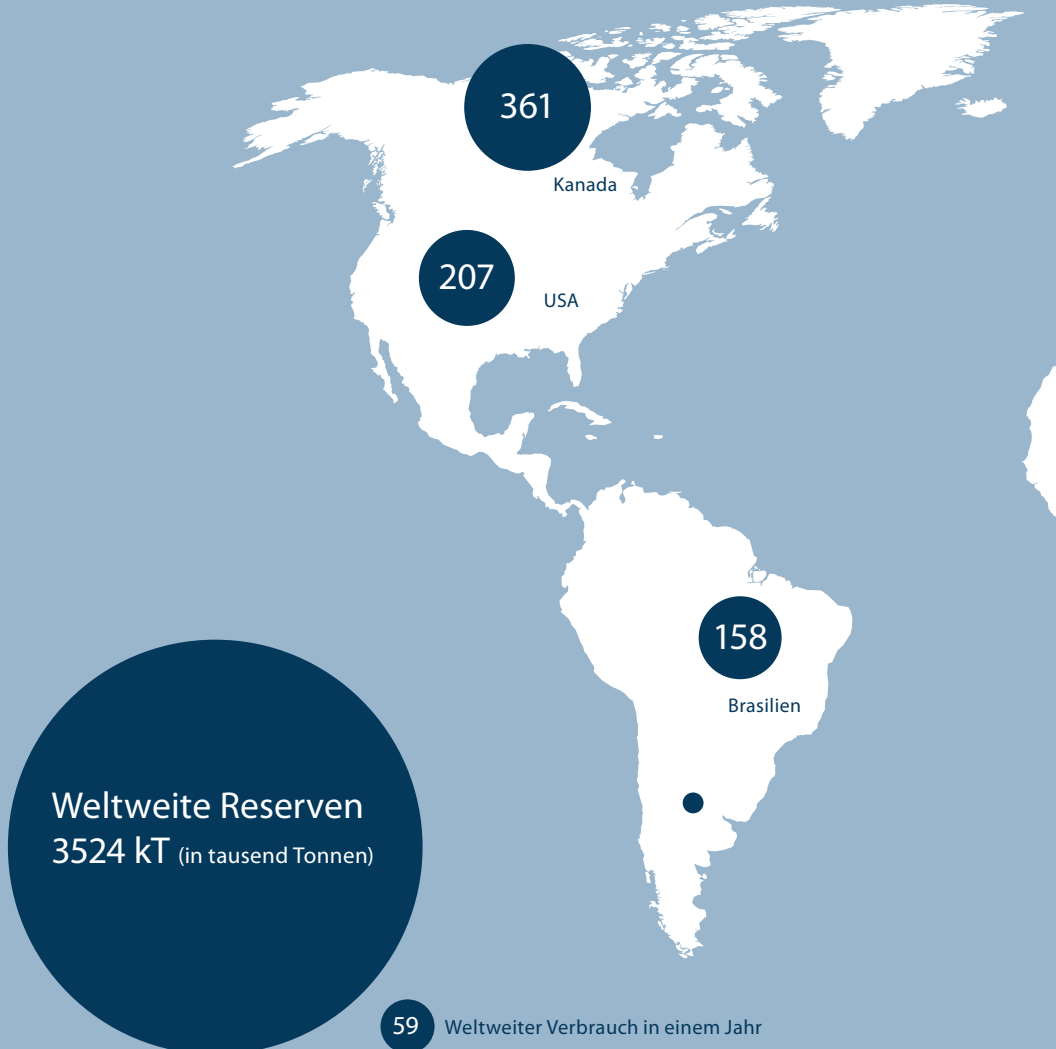 361
Kanada
207
USA
158
Brasilien
Weltweite Reserven
3524 kT (in tausend Tonnen)
59 Weltweiter Verbrauch in einem Jahr